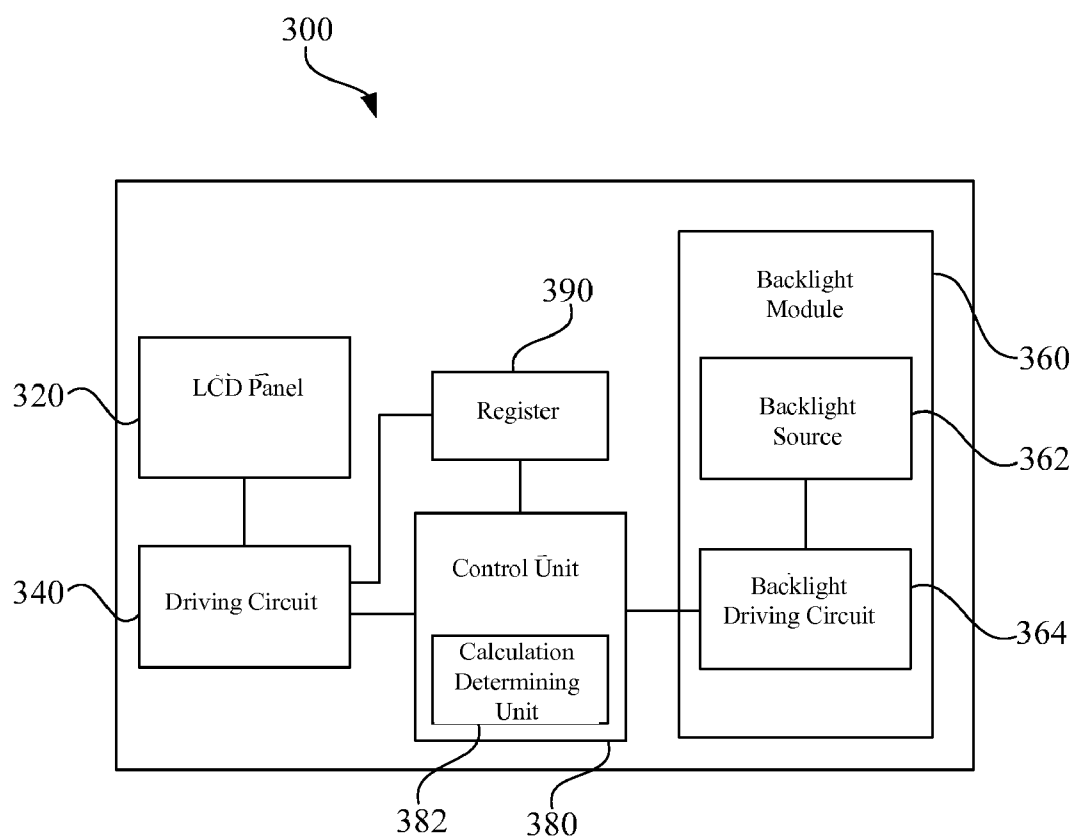 300
390
Backlight
Module
360
LCD Panel
320
Register
Backlight
Source
362
Control Unit
340
Driving Circuit
Backlight
Driving Circuit
364
Calculation
Determining
Unit
382
380